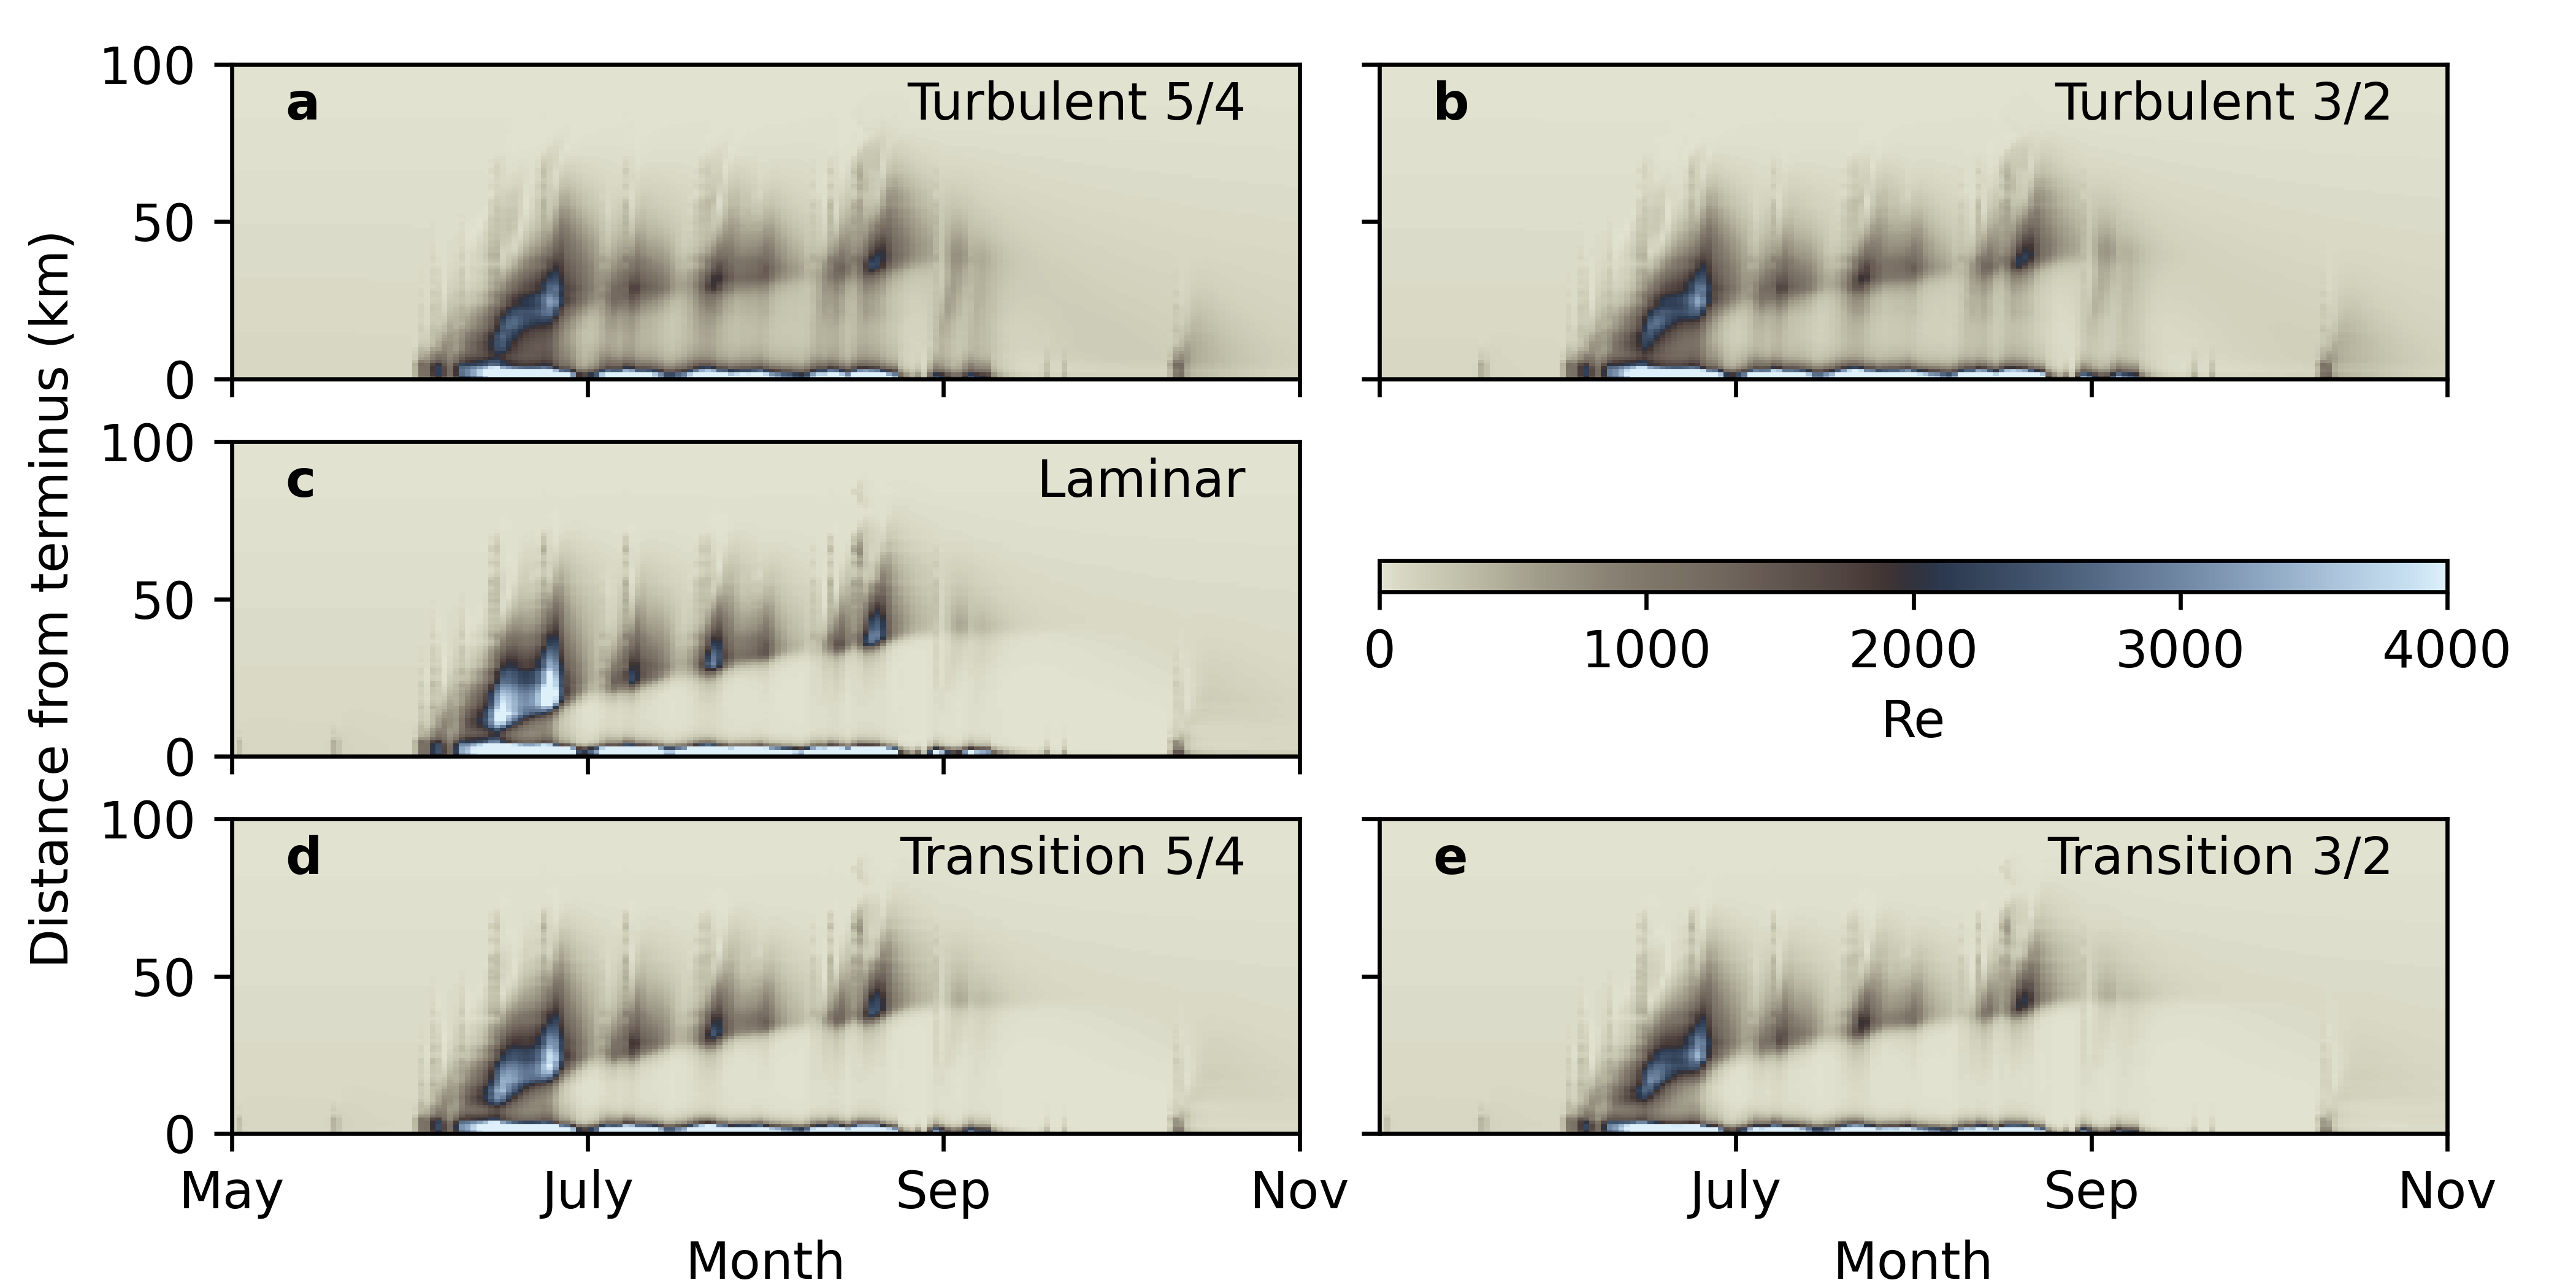 Distance from terminus (km)
100
50
0
a
Turbulent 5/4
b
Turbulent 3/2
100
50
0
c
Laminar
0
1000
2000
3000
4000
Re
100
50
0
d
Transition 5/4
e
Transition 3/2
May
July
Sep
Nov
July
Sep
Nov
Month
Month